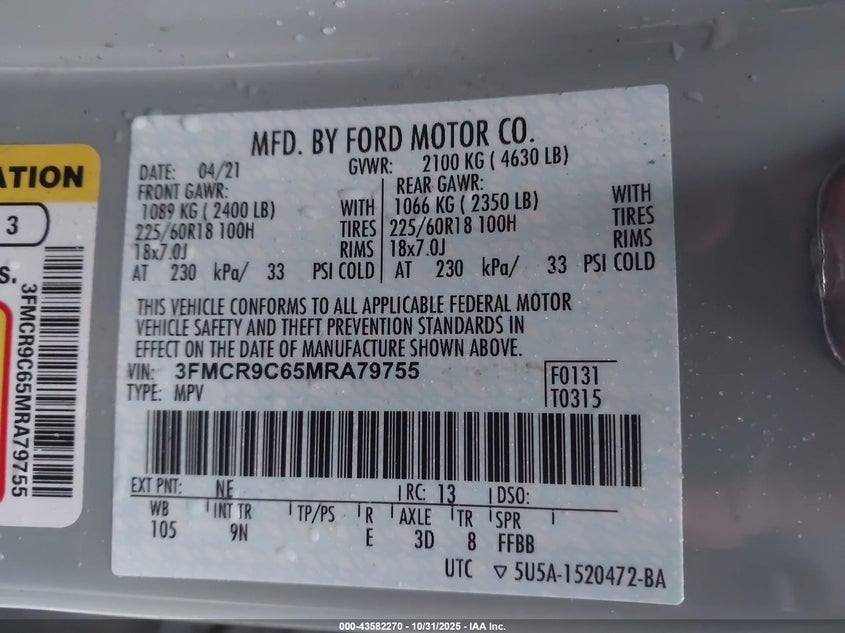 ATION
3
S.
3FMCR9C65MRA79755
MFD. BY FORD MOTOR CO.
DATE: 04/21 GVWR: 2100 KG ( 4630 LB)
FRONT GAWR: REAR GAWR:
1089 KG ( 2400 LB) WITH 1066 KG ( 2350 LB) WITH
225/60R18 100H TIRES 225/60R18 100H TIRES
18x7.0J RIMS 18x7.0J RIMS
AT 230 kPa/ 33 PSI COLD AT 230 kPa/ 33 PSI COLD
THIS VEHICLE CONFORMS TO ALL APPLICABLE FEDERAL MOTOR
VEHICLE SAFETY AND THEFT PREVENTION STANDARDS IN
EFFECT ON THE DATE OF MANUFACTURE SHOWN ABOVE.
VIN: 3FMCR9C65MRA79755 F0131
TYPE: MPV T0315
EXT PNT: NE RC: 13 DSO:
WB INT TR TP/PS R AXLE TR SPR
105 9N E 3D 8 FFBB
UTC ▽ 5U5A-1520472-BA
000-43582270 - 10/31/2025 - IAA Inc.